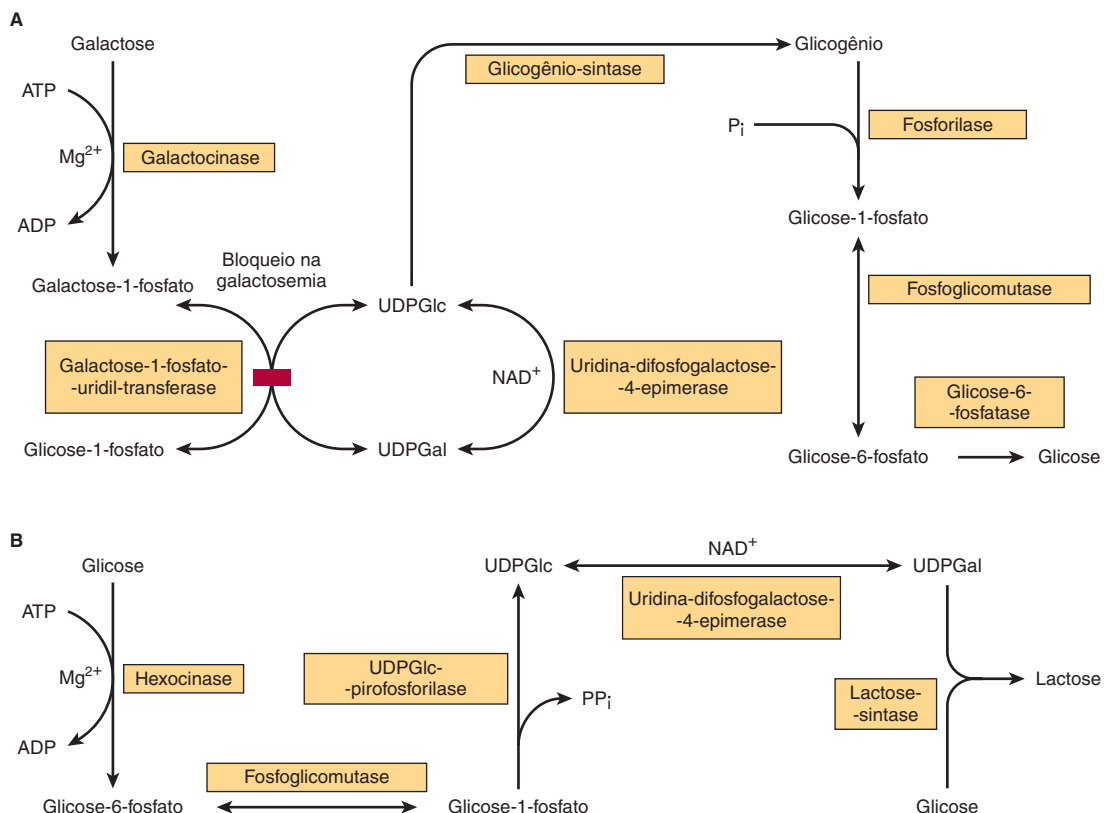 A
Galactose
ATP
Mg2+
Galactocinase
ADP
Galactose-1-fosfato
Bloqueio na
galactosemia
Galactose-1-fosfato-
-uridil-transferase
Glicose-1-fosfato
UDPGlc
NAD+
UDPGal
Uridina-difosfogalactose-
-4-epimerase
Glicogênio-sintase
Glicogênio
Pi
Fosforilase
Glicose-1-fosfato
Fosfoglicomutase
Glicose-6-
-fosfatase
Glicose-6-fosfato
Glicose
B
Glicose
ATP
Mg2+
Hexocinase
ADP
Glicose-6-fosfato
Fosfoglicomutase
Glicose-1-fosfato
UDPGlc-
-pirofosforilase
PPi
UDPGlc
NAD+
Uridina-difosfogalactose-
-4-epimerase
UDPGal
Lactose-
-sintase
Lactose
Glicose